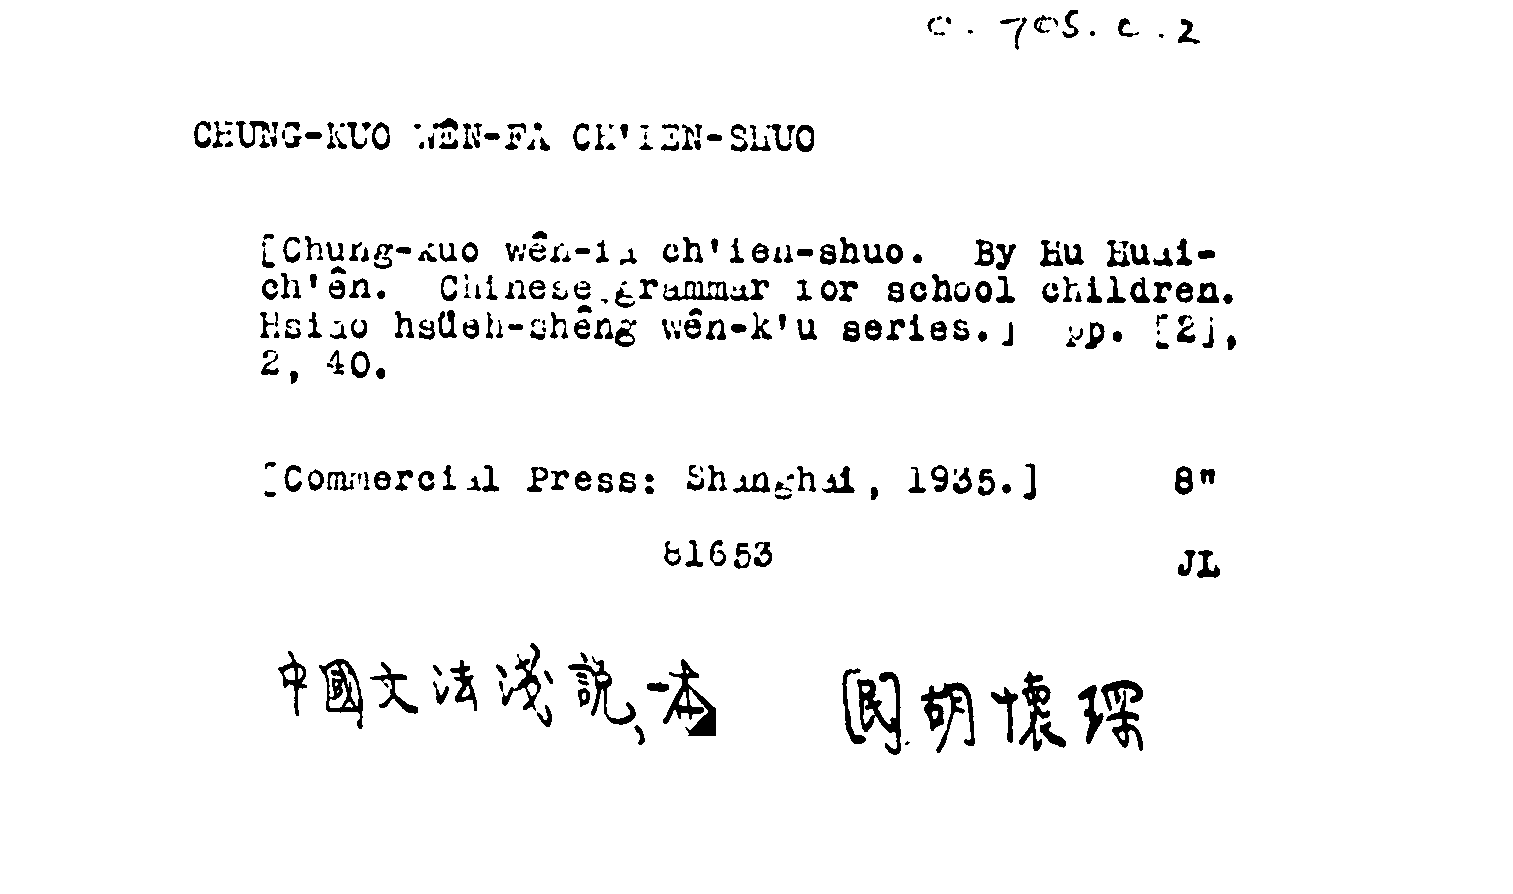 C. 705. c. 2
CHUNG-KUO WÊN-FA CH'IEN-SHUO
[Chung-kuo wên-fa ch'ien-shuo. By Hu Huai-
ch'ên. Chinese grammar for school children.
Hsiao hsüeh-shêng wên-k'u series.] pp. [2],
2, 40.
[Commercial Press: Shanghai, 1935.] 8"
81653 JL
中國文法淺說、一本 [民] 胡懷琛